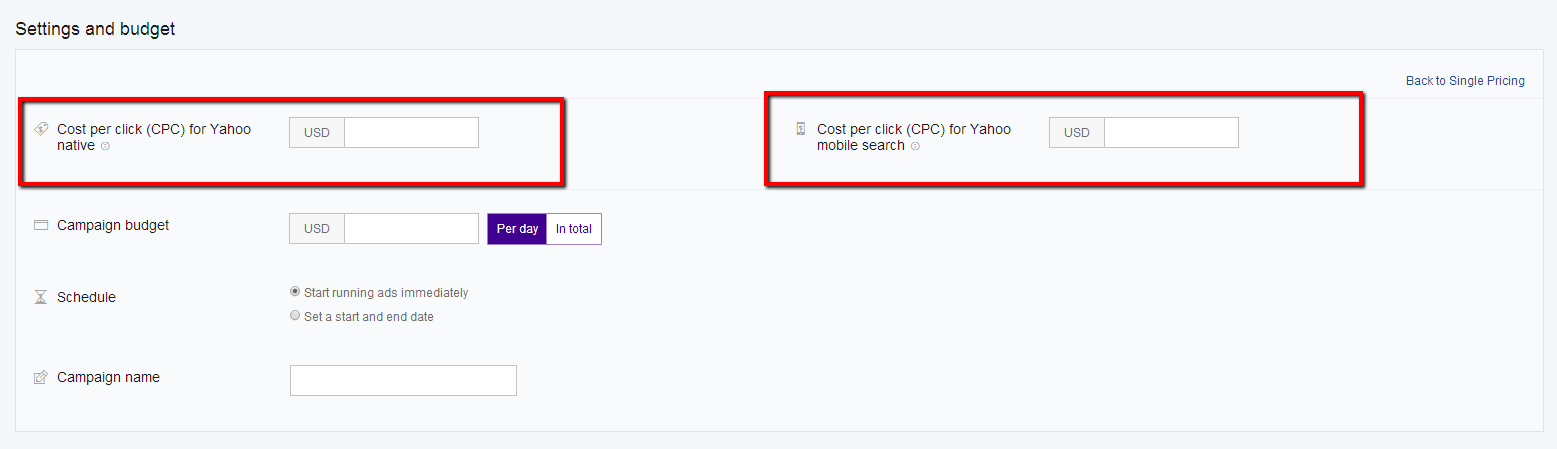 Settings and budget
Back to Single Pricing
Cost per click (CPC) for Yahoo
native
USD
Cost per click (CPC) for Yahoo
mobile search
USD
Campaign budget
USD
Per day
In total
Schedule
Start running ads immediately
Set a start and end date
Campaign name